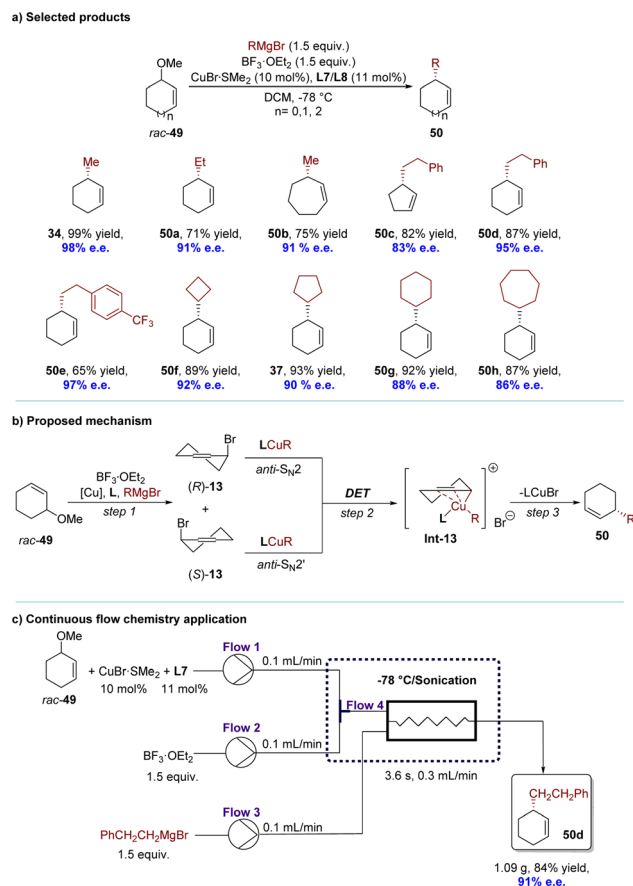 a) Selected products
OMe
rac-49
RMgBr (1.5 equiv.)
BF3·OEt2 (1.5 equiv.)
CuBr·SMe2 (10 mol%), L7/L8 (11 mol%)
DCM, -78 °C
n= 0,1, 2
R
50
n
n
Me
Et
Me
Ph
Ph
34, 99% yield,
98% e.e.
50a, 71% yield,
91% e.e.
50b, 75% yield
91% e.e.
50c, 82% yield,
83% e.e.
50d, 87% yield,
95% e.e.
CF3
50e, 65% yield,
97% e.e.
50f, 89% yield,
92% e.e.
37, 93% yield,
90 % e.e.
50g, 92% yield,
88% e.e.
50h, 87% yield,
86% e.e.
b) Proposed mechanism
OMe
rac-49
BF3·OEt2
[Cu], L, RMgBr
step 1
Br
(R)-13
+
Br
(S)-13
LCuR
anti-SN2
LCuR
anti-SN2'
DET
step 2
Cu
L
R
⊕
Br⊖
Int-13
-LCuBr
step 3
R
50
c) Continuous flow chemistry application
OMe
rac-49
+ CuBr·SMe2 + L7
10 mol% 11 mol%
Flow 1
0.1 mL/min
BF3·OEt2
1.5 equiv.
Flow 2
0.1 mL/min
PhCH2CH2MgBr
1.5 equiv.
Flow 3
0.1 mL/min
-78 °C/Sonication
Flow 4
3.6 s, 0.3 mL/min
CH2CH2Ph
50d
1.09 g, 84% yield,
91% e.e.